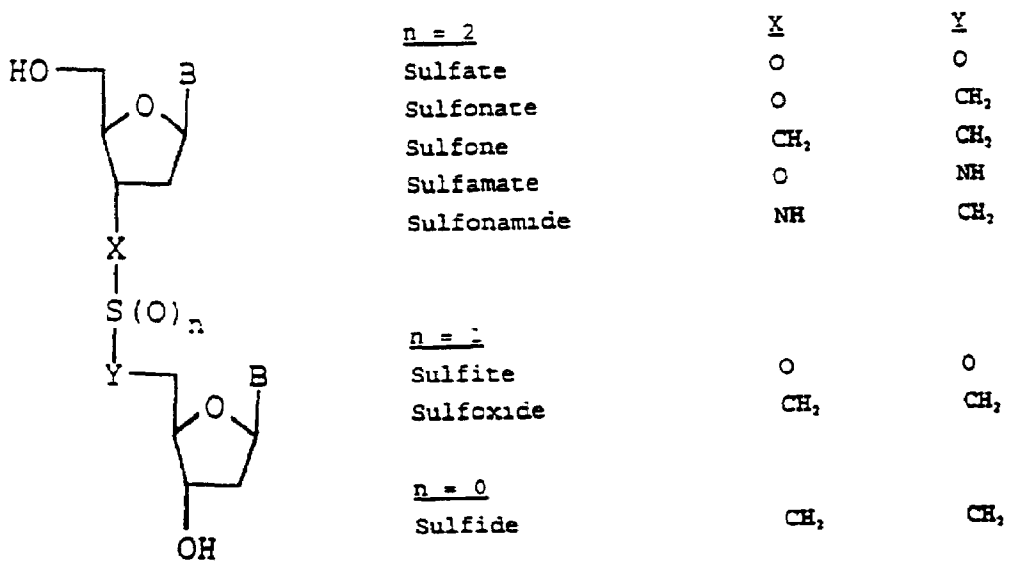 X Y
n = 2
Sulfate O O
Sulfonate O CH₂
Sulfone CH₂ CH₂
Sulfamate O NH
Sulfonamide NH CH₂
n = 1
Sulfite O O
Sulfoxide CH₂ CH₂
n = 0
Sulfide CH₂ CH₂
HO B
O
X
S(O)n
Y B
O
OH